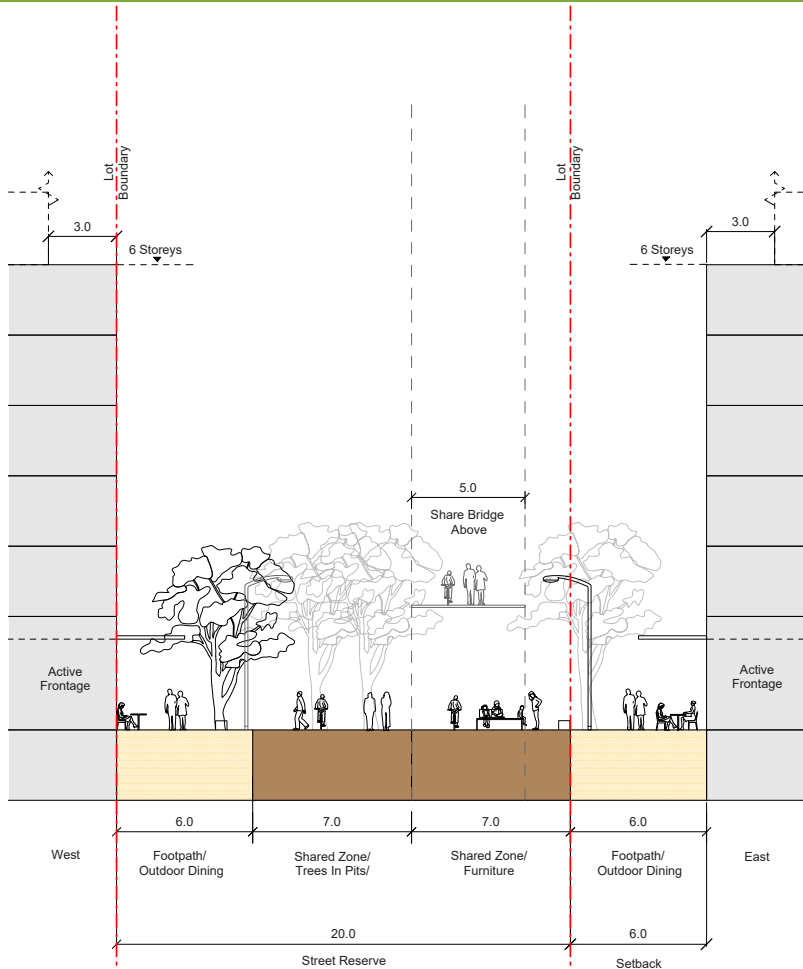 Lot
Boundary
Lot
Boundary
3.0
3.0
6 Storeys
6 Storeys
5.0
Share Bridge
Above
Active
Frontage
Active
Frontage
6.0
7.0
7.0
6.0
West
Footpath/
Outdoor Dining
Shared Zone/
Trees In Pits/
Shared Zone/
Furniture
Footpath/
Outdoor Dining
East
20.0
6.0
Street Reserve
Setback